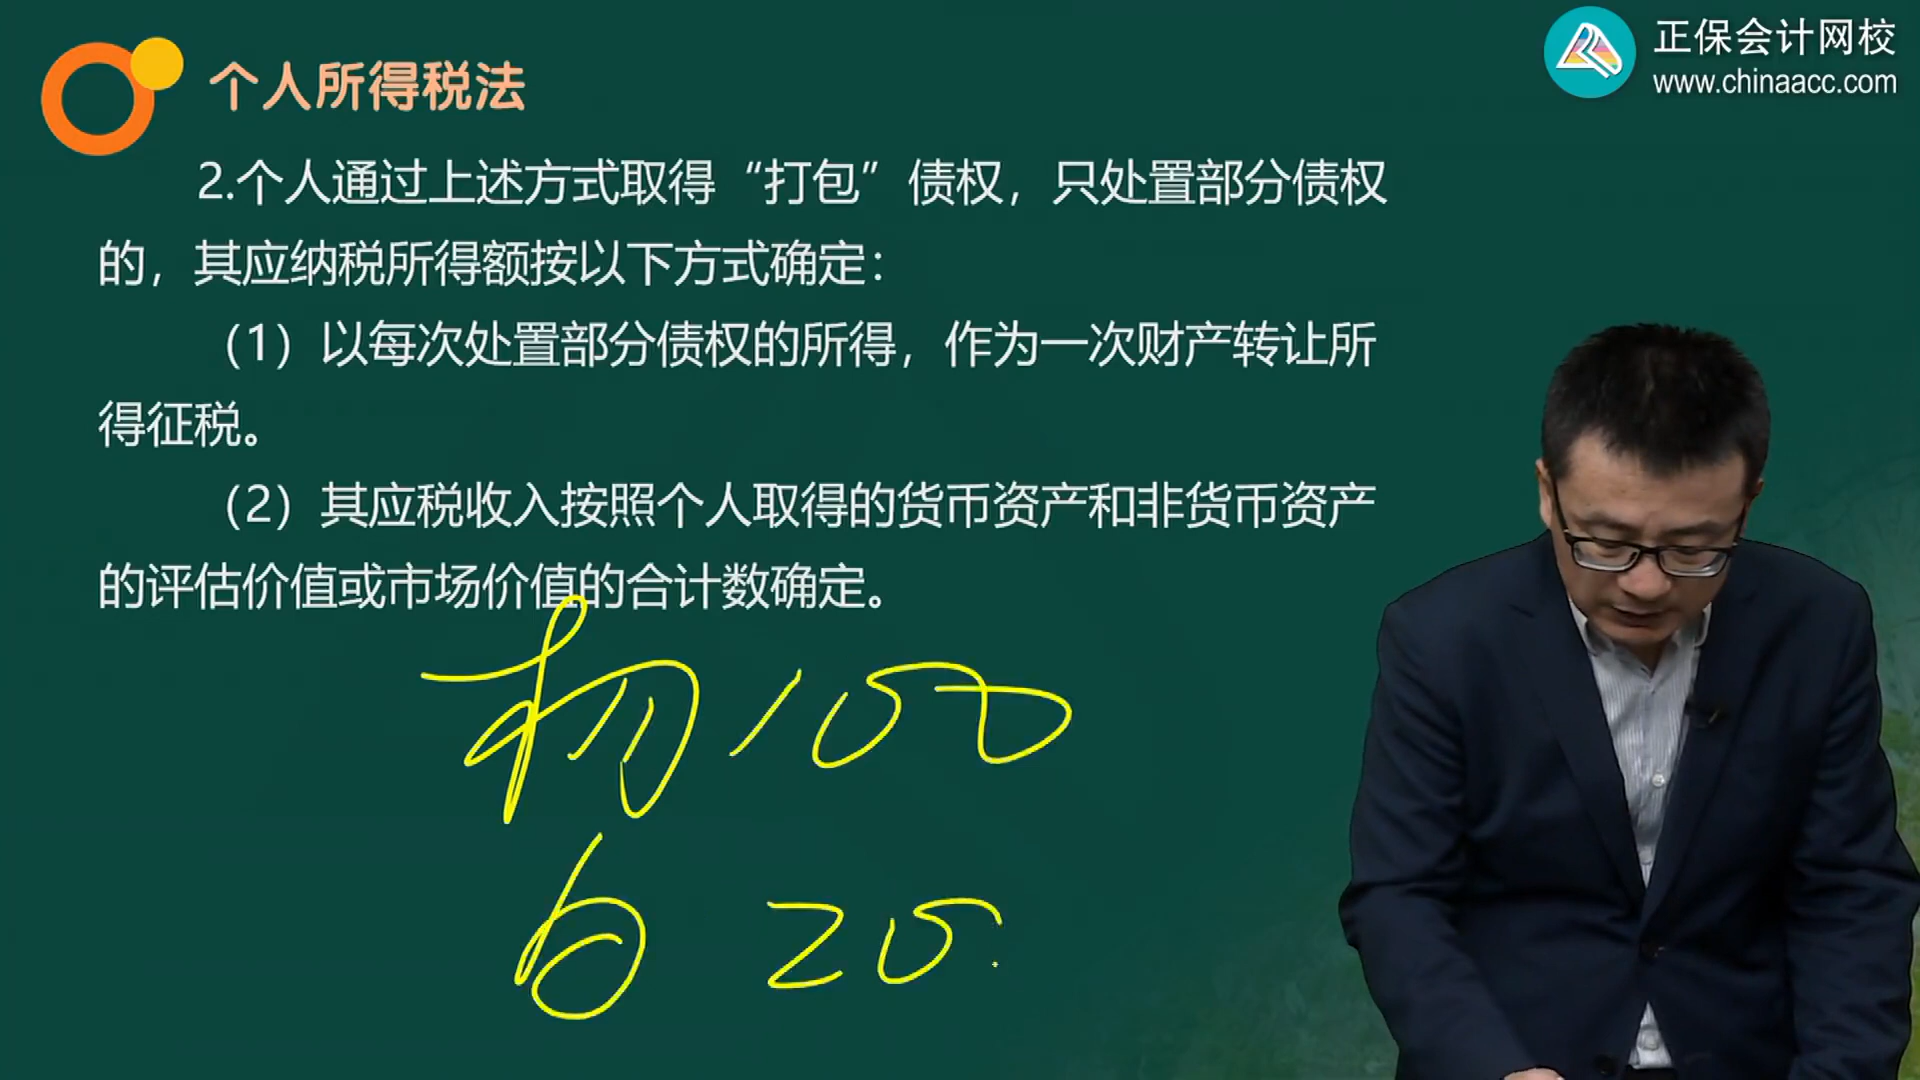 正保会计网校
www.chinaacc.com
个人所得税法
2.个人通过上述方式取得“打包”债权，只处置部分债权
的，其应纳税所得额按以下方式确定：
（1）以每次处置部分债权的所得，作为一次财产转让所
得征税。
（2）其应税收入按照个人取得的货币资产和非货币资产
的评估价值或市场价值的合计数确定。
杨 100
白 20